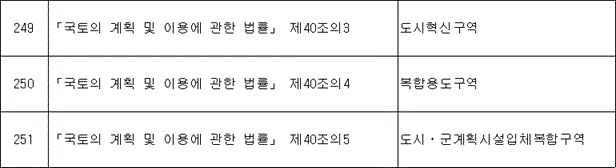 249 「국토의 계획 및 이용에 관한 법률」 제40조의3 도시혁신구역
250 「국토의 계획 및 이용에 관한 법률」 제40조의4 복합용도구역
251 「국토의 계획 및 이용에 관한 법률」 제40조의5 도시・군계획시설입체복합구역